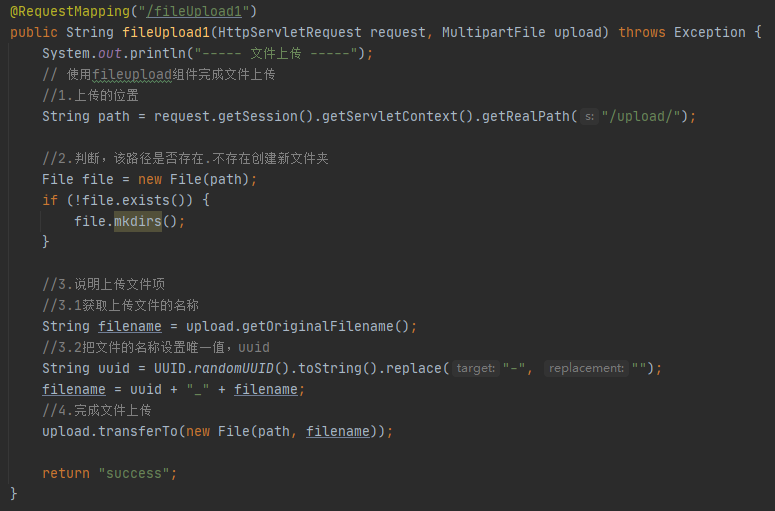 @RequestMapping("/fileUpload1")
public String fileUpload1(HttpServletRequest request, MultipartFile upload) throws Exception {
    System.out.println("----- 文件上传 -----");
    // 使用fileupload组件完成文件上传
    //1.上传的位置
    String path = request.getSession().getServletContext().getRealPath( s: "/upload/");

    //2.判断，该路径是否存在.不存在创建新文件夹
    File file = new File(path);
    if (!file.exists()) {
        file.mkdirs();
    }

    //3.说明上传文件项
    //3.1获取上传文件的名称
    String filename = upload.getOriginalFilename();
    //3.2把文件的名称设置唯一值，uuid
    String uuid = UUID.randomUUID().toString().replace( target: "-", replacement: "");
    filename = uuid + "_" + filename;
    //4.完成文件上传
    upload.transferTo(new File(path, filename));

    return "success";
}